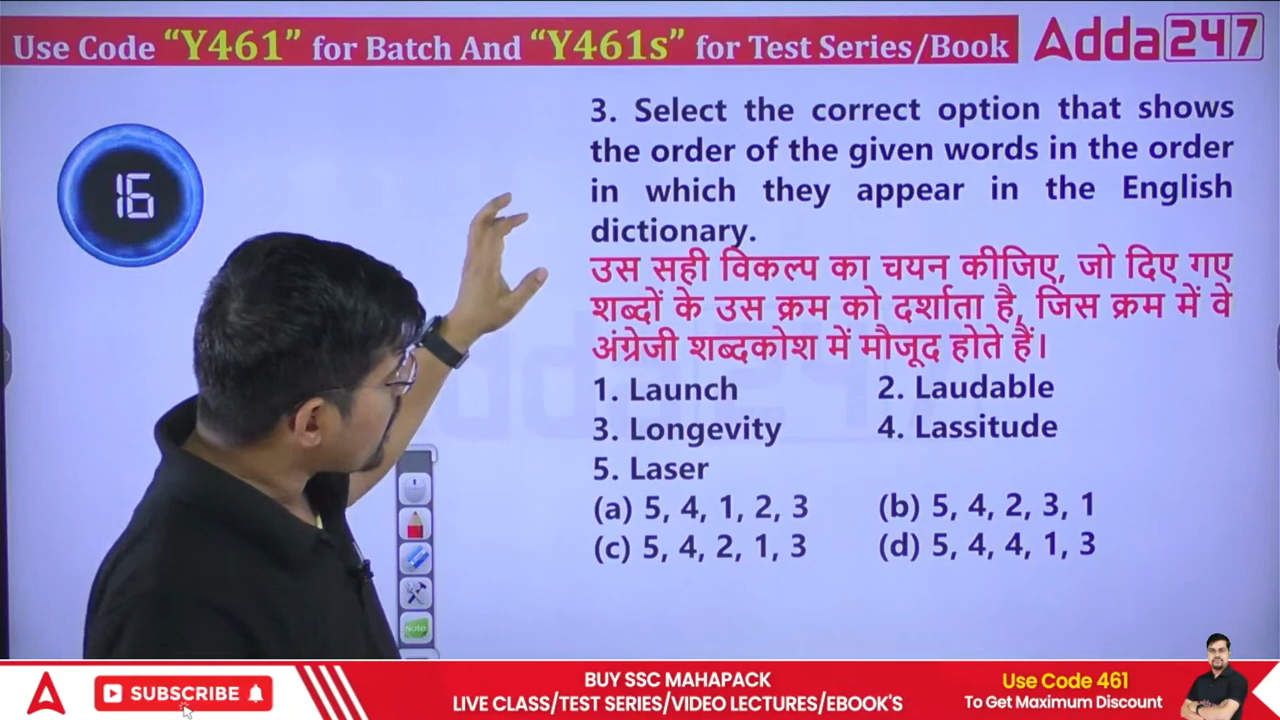 Use Code “Y461” for Batch And “Y461s” for Test Series/Book
Adda247
16
3. Select the correct option that shows
the order of the given words in the order
in which they appear in the English
dictionary.
उस सही विकल्प का चयन कीजिए, जो दिए गए
शब्दों के उस क्रम को दर्शाता है, जिस क्रम में वे
अंग्रेजी शब्दकोश में मौजूद होते हैं।
1. Launch 2. Laudable
3. Longevity 4. Lassitude
5. Laser
(a) 5, 4, 1, 2, 3 (b) 5, 4, 2, 3, 1
(c) 5, 4, 2, 1, 3 (d) 5, 4, 4, 1, 3
Note
SUBSCRIBE
BUY SSC MAHAPACK
LIVE CLASS/TEST SERIES/VIDEO LECTURES/EBOOK'S
Use Code 461
To Get Maximum Discount